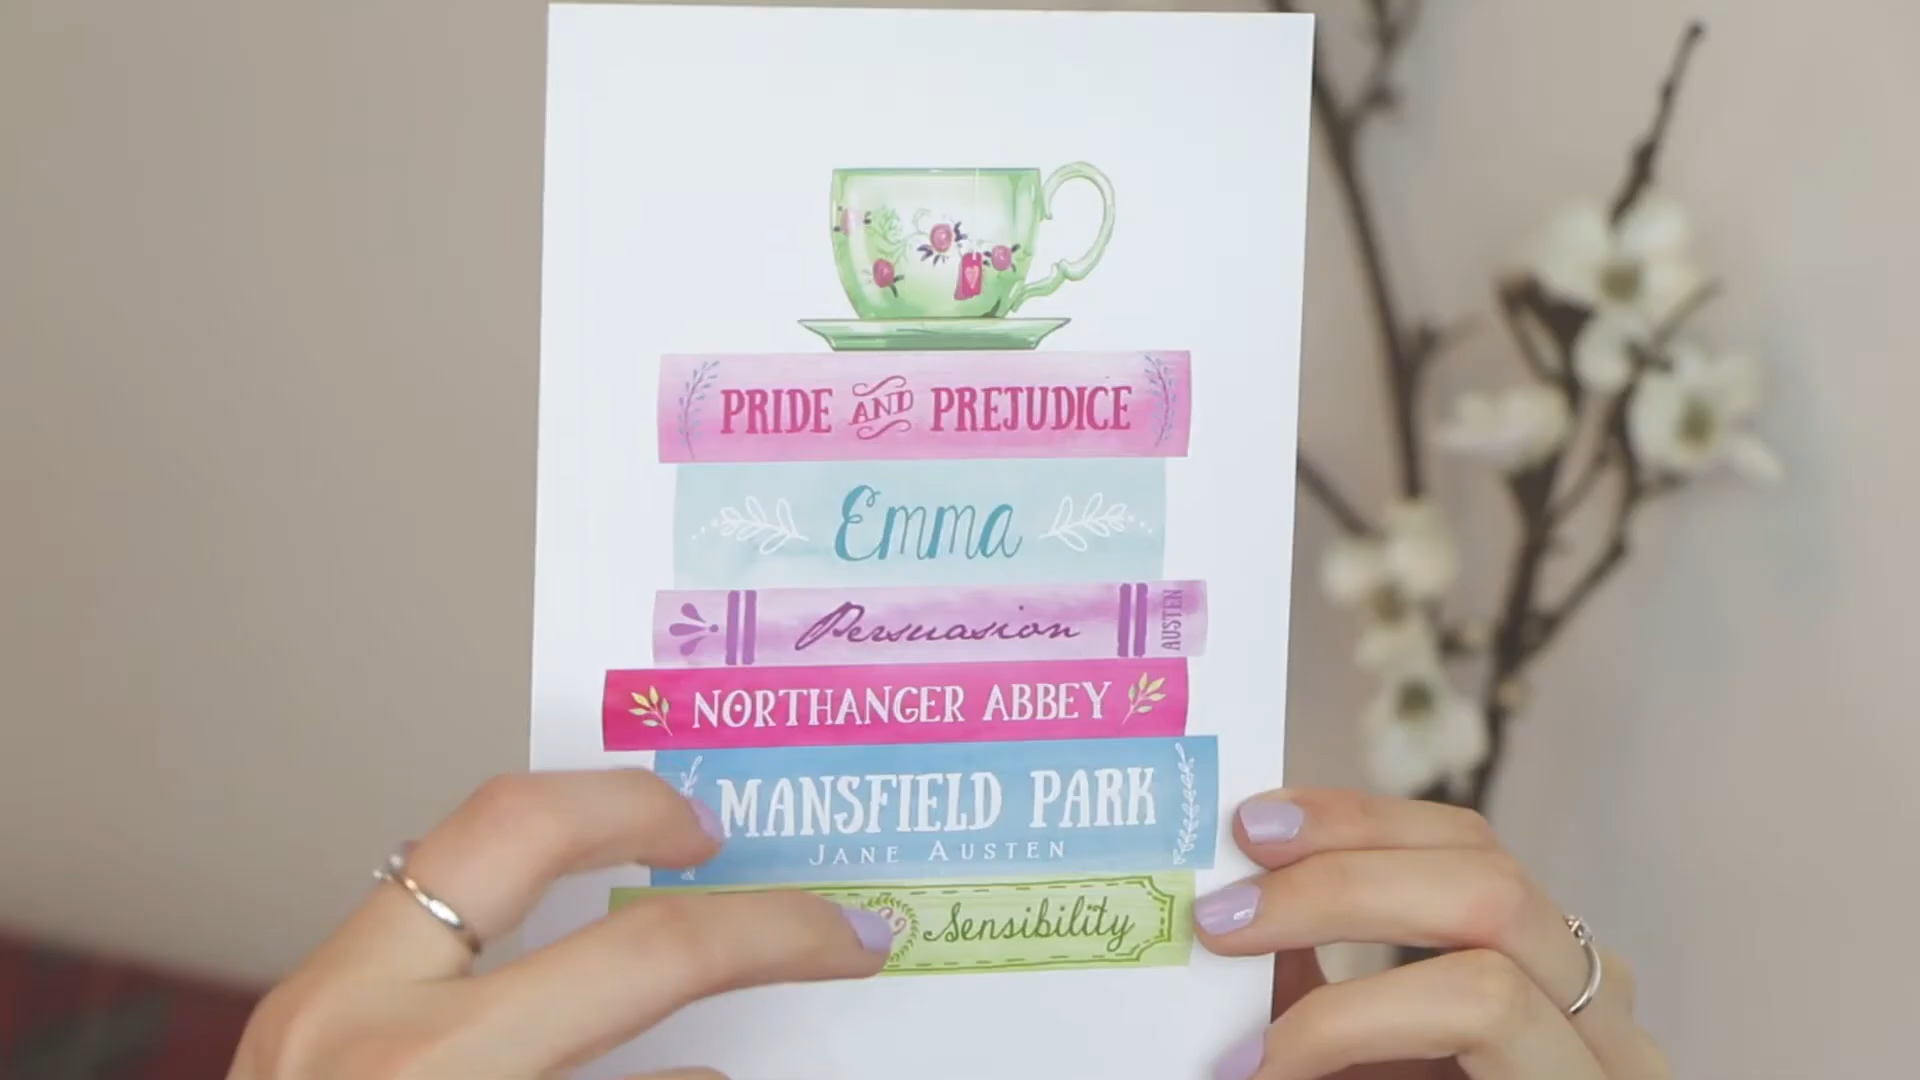 PRIDE AND PREJUDICE
Emma
Persuasion
AUSTEN
NORTHANGER ABBEY
MANSFIELD PARK
JANE AUSTEN
Sensibility